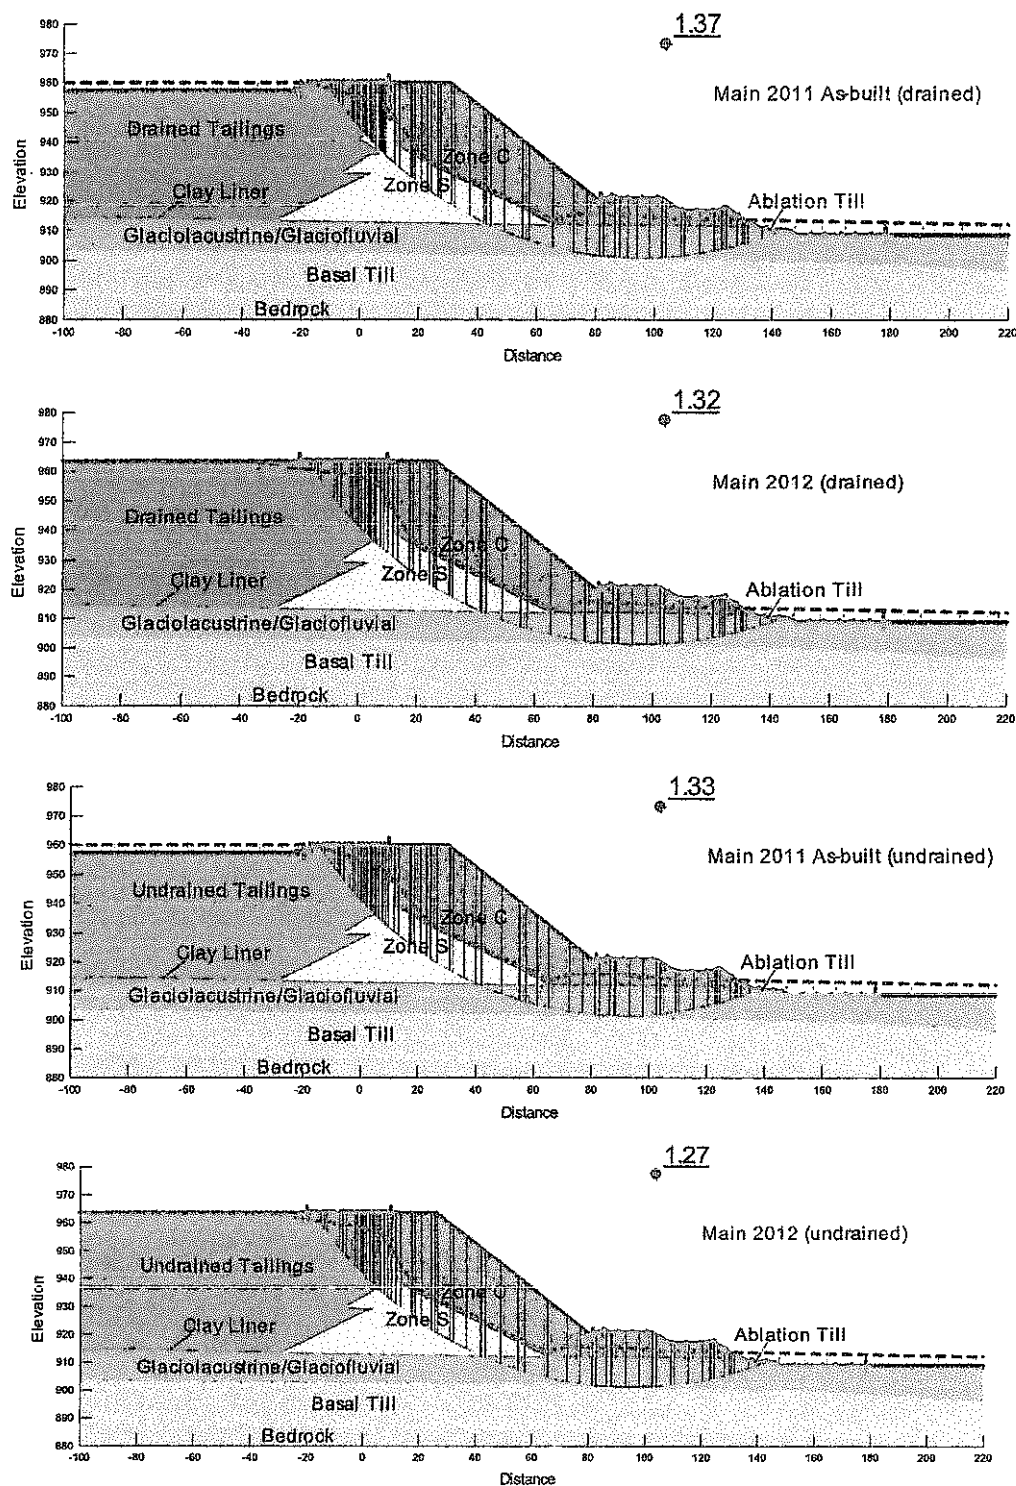 1.37
Main 2011 As-built (drained)
980
970
960
950
940
930
920
910
900
890
880
Elevation
Drained Tailings
Zone C
Zone S
Clay Liner
Ablation Till
Glaciolacustrine/Glaciofluvial
Basal Till
Bedrock
-100 -80 -60 -40 -20 0 20 40 60 80 100 120 140 160 180 200 220
Distance
1.32
Main 2012 (drained)
980
970
960
950
940
930
920
910
900
890
880
Elevation
Drained Tailings
Zone C
Zone S
Clay Liner
Ablation Till
Glaciolacustrine/Glaciofluvial
Basal Till
Bedrock
-100 -80 -60 -40 -20 0 20 40 60 80 100 120 140 160 180 200 220
Distance
1.33
Main 2011 As-built (undrained)
980
970
960
950
940
930
920
910
900
890
880
Elevation
Undrained Tailings
Zone C
Zone S
Clay Liner
Ablation Till
Glaciolacustrine/Glaciofluvial
Basal Till
Bedrock
-100 -80 -60 -40 -20 0 20 40 60 80 100 120 140 160 180 200 220
Distance
1.27
Main 2012 (undrained)
980
970
960
950
940
930
920
910
900
890
880
Elevation
Undrained Tailings
Zone C
Zone S
Clay Liner
Ablation Till
Glaciolacustrine/Glaciofluvial
Basal Till
Bedrock
-100 -80 -60 -40 -20 0 20 40 60 80 100 120 140 160 180 200 220
Distance